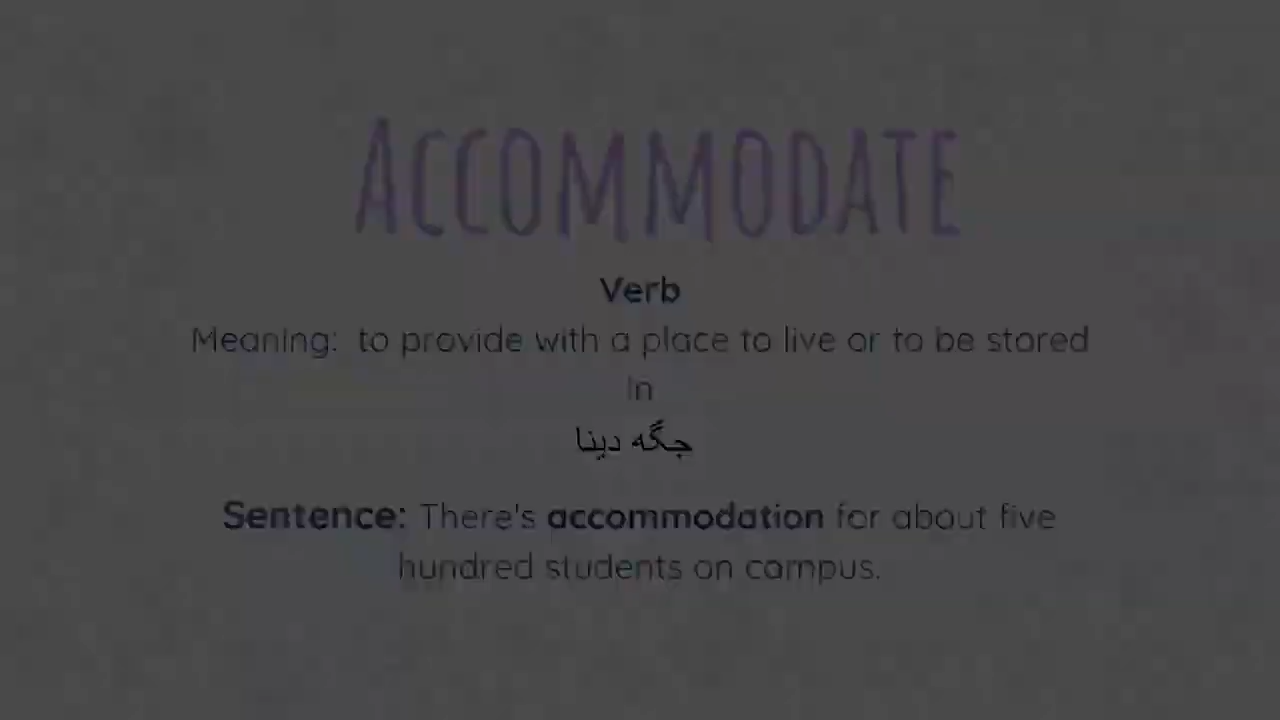 ACCOMMODATE
Verb
Meaning: to provide with a place to live or to be stored
in
جگہ دینا
Sentence: There's accommodation for about five
hundred students on campus.